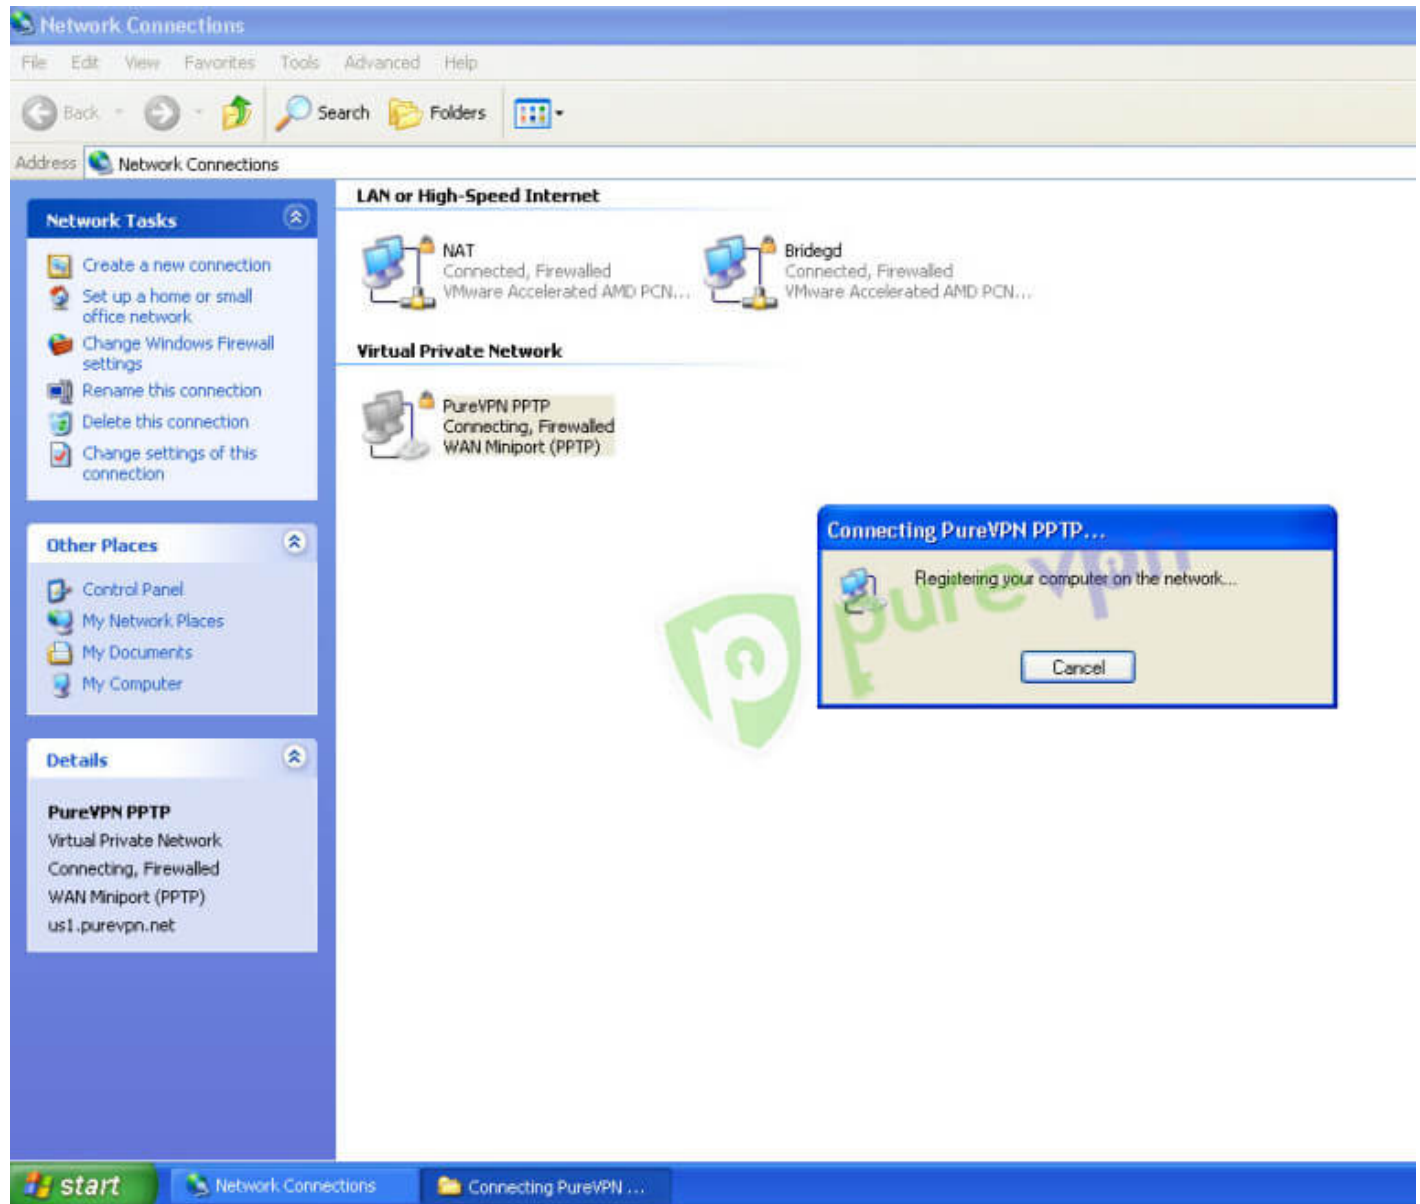 Network Connections
File Edit View Favorites Tools Advanced Help
Back Search Folders
Address Network Connections
Network Tasks
Create a new connection
Set up a home or small
office network
Change Windows Firewall
settings
Rename this connection
Delete this connection
Change settings of this
connection
Other Places
Control Panel
My Network Places
My Documents
My Computer
Details
PureVPN PPTP
Virtual Private Network
Connecting, Firewalled
WAN Miniport (PPTP)
us1.purevpn.net
LAN or High-Speed Internet
NAT
Connected, Firewalled
VMware Accelerated AMD PCN...
Bridegd
Connected, Firewalled
VMware Accelerated AMD PCN...
Virtual Private Network
PureVPN PPTP
Connecting, Firewalled
WAN Miniport (PPTP)
Connecting PureVPN PPTP...
Registering your computer on the network...
Cancel
purevpn
start Network Connections Connecting PureVPN ...